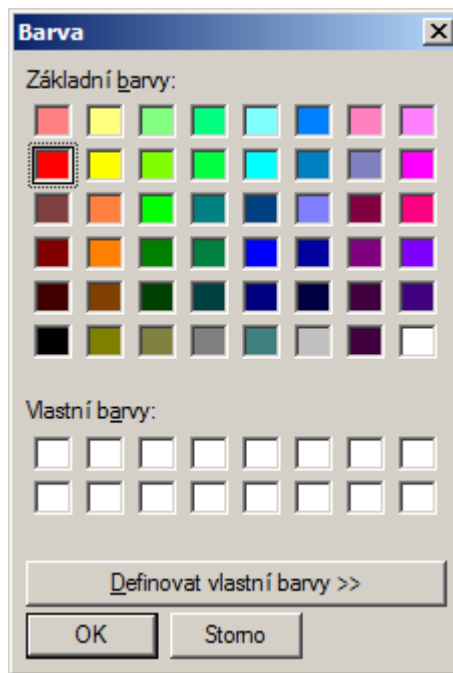 Barva
Základní barvy:
Vlastní barvy:
Definovat vlastní barvy >>
OK
Storno